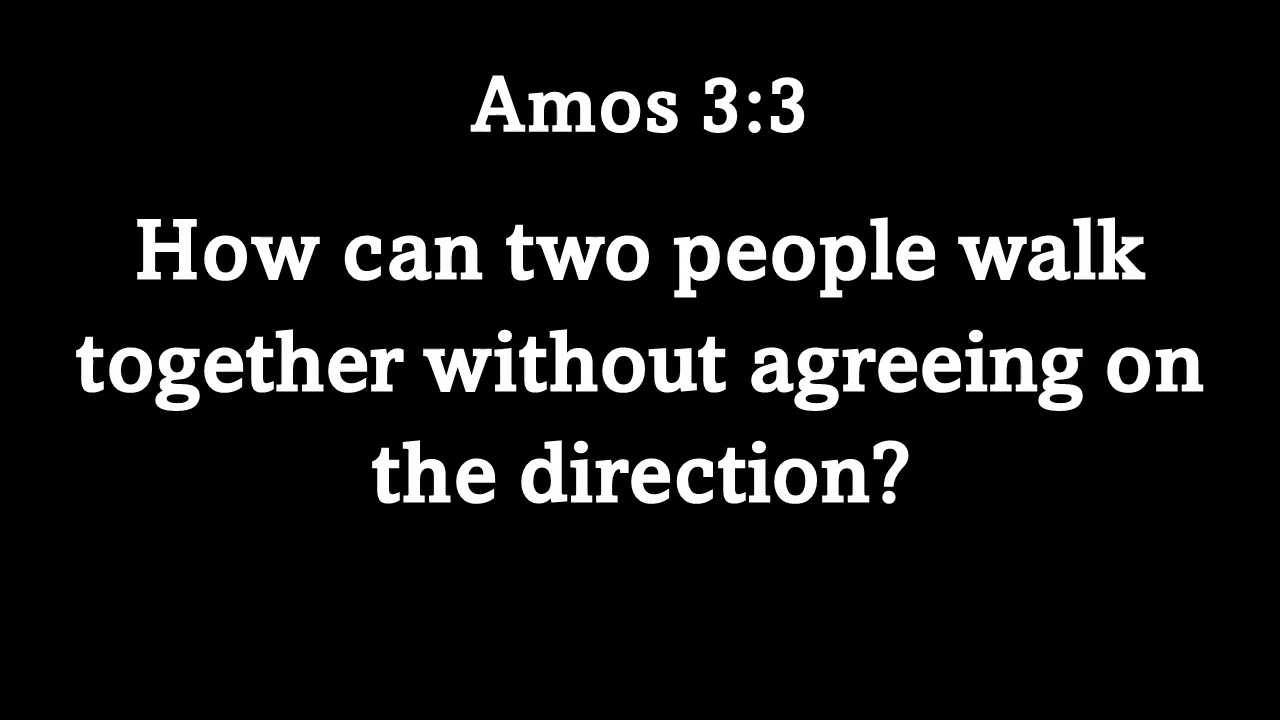 Amos 3:3
How can two people walk
together without agreeing on
the direction?